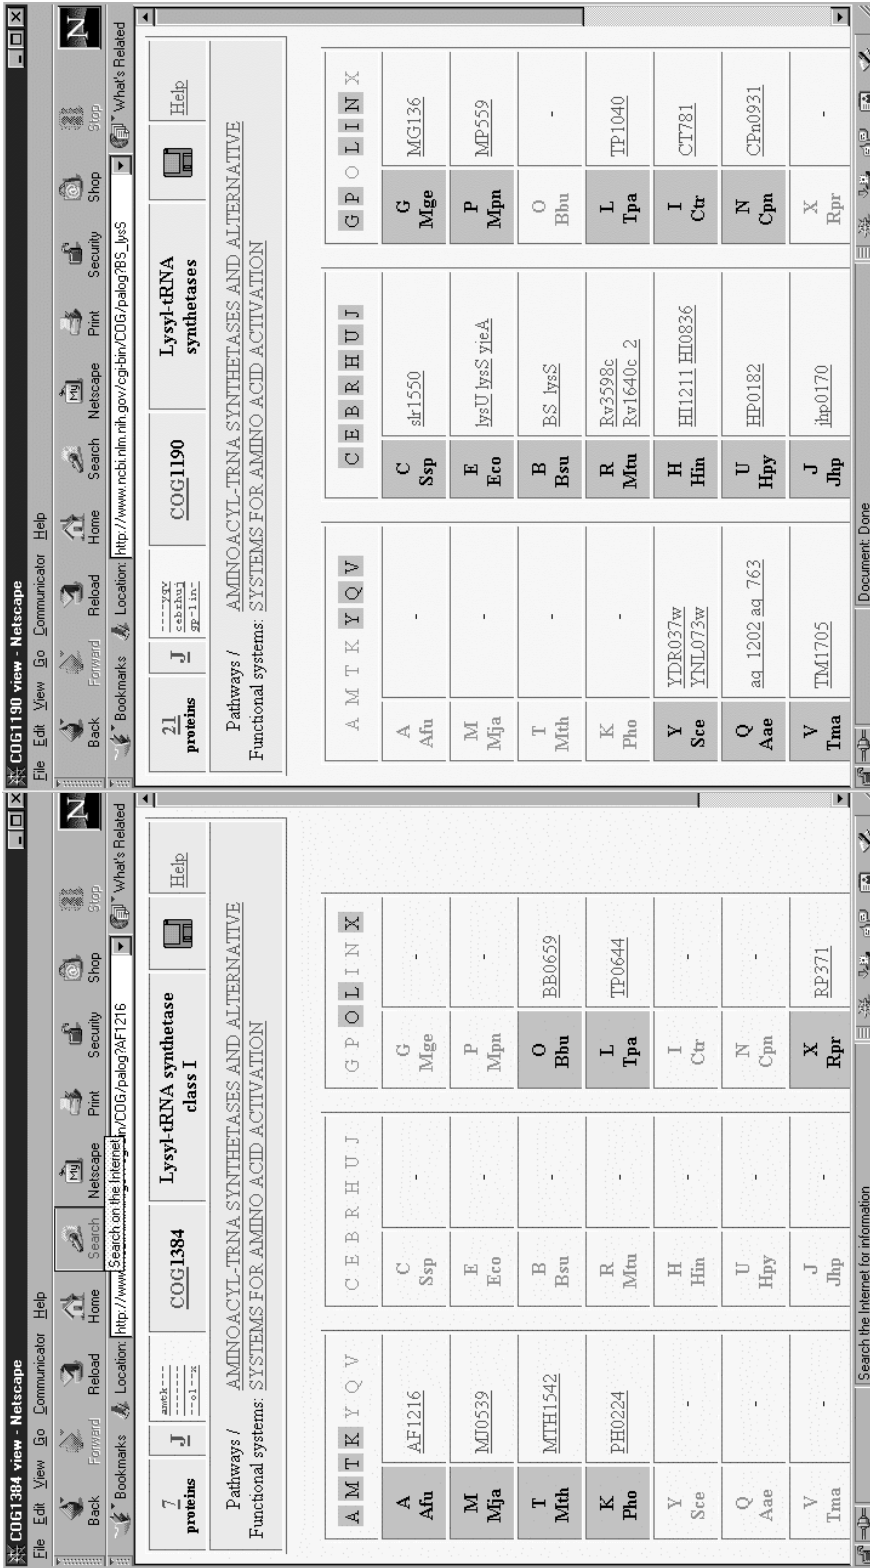 COG1384 view - Netscape
File Edit View Go Communicator Help
Back Forward Reload Home Search Netscape Print Security Shop Stop
Bookmarks Location: http://www. n/COG/palog?AF1216 What's Related
Search on the Internet
7 proteins
J
amtk---
-------
--ol--x
COG1384
Lysyl-tRNA synthetase
class I
Help
Pathways / AMINOACYL-TRNA SYNTHETASES AND ALTERNATIVE
Functional systems: SYSTEMS FOR AMINO ACID ACTIVATION
A M T K Y Q V C E B R H U J G P O L I N X
A Afu AF1216 C Ssp - G Mge -
M Mja MJ0539 E Eco - P Mpn -
T Mth MTH1542 B Bsu - O Bbu BB0659
K Pho PH0224 R Mtu - L Tpa TP0644
Y Sce - H Hin - I Ctr -
Q Aae - U Hpy - N Cpn -
V Tma - J Jhp - X Rpr RP371
Search the Internet for information
COG1190 view - Netscape
File Edit View Go Communicator Help
Back Forward Reload Home Search Netscape Print Security Shop Stop
Bookmarks Location: http://www.ncbi.nlm.nih.gov/cgi-bin/COG/palog?BS_lysS What's Related
21 proteins
J
----yqv
cebrhuj
gp-lin-
COG1190
Lysyl-tRNA
synthetases
Help
Pathways / AMINOACYL-TRNA SYNTHETASES AND ALTERNATIVE
Functional systems: SYSTEMS FOR AMINO ACID ACTIVATION
A M T K Y Q V C E B R H U J G P O L I N X
A Afu - C Ssp slr1550 G Mge MG136
M Mja - E Eco lysU lysS yjeA P Mpn MP559
T Mth - B Bsu BS_lysS O Bbu -
K Pho - R Mtu Rv3598c Rv1640c_2 L Tpa TP1040
Y Sce YDR037w YNL073w H Hin HI1211 HI0836 I Ctr CT781
Q Aae aq_1202 aq_763 U Hpy HP0182 N Cpn CPn0931
V Tma TM1705 J Jhp jhp0170 X Rpr -
Document: Done